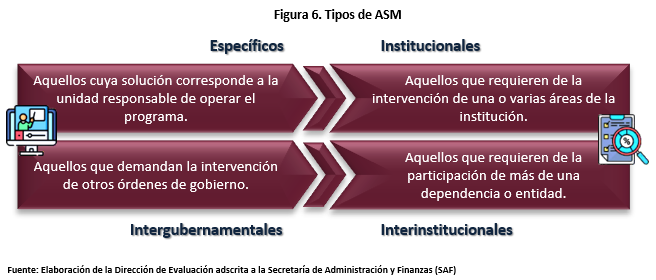 Figura 6. Tipos de ASM
Específicos
Institucionales
Aquellos cuya solución corresponde a la
unidad responsable de operar el
programa.
Aquellos que requieren de la
intervención de una o varias áreas de la
institución.
Aquellos que demandan la intervención
de otros órdenes de gobierno.
Aquellos que requieren de la
participación de más de una
dependencia o entidad.
Intergubernamentales
Interinstitucionales
Fuente: Elaboración de la Dirección de Evaluación adscrita a la Secretaría de Administración y Finanzas (SAF)